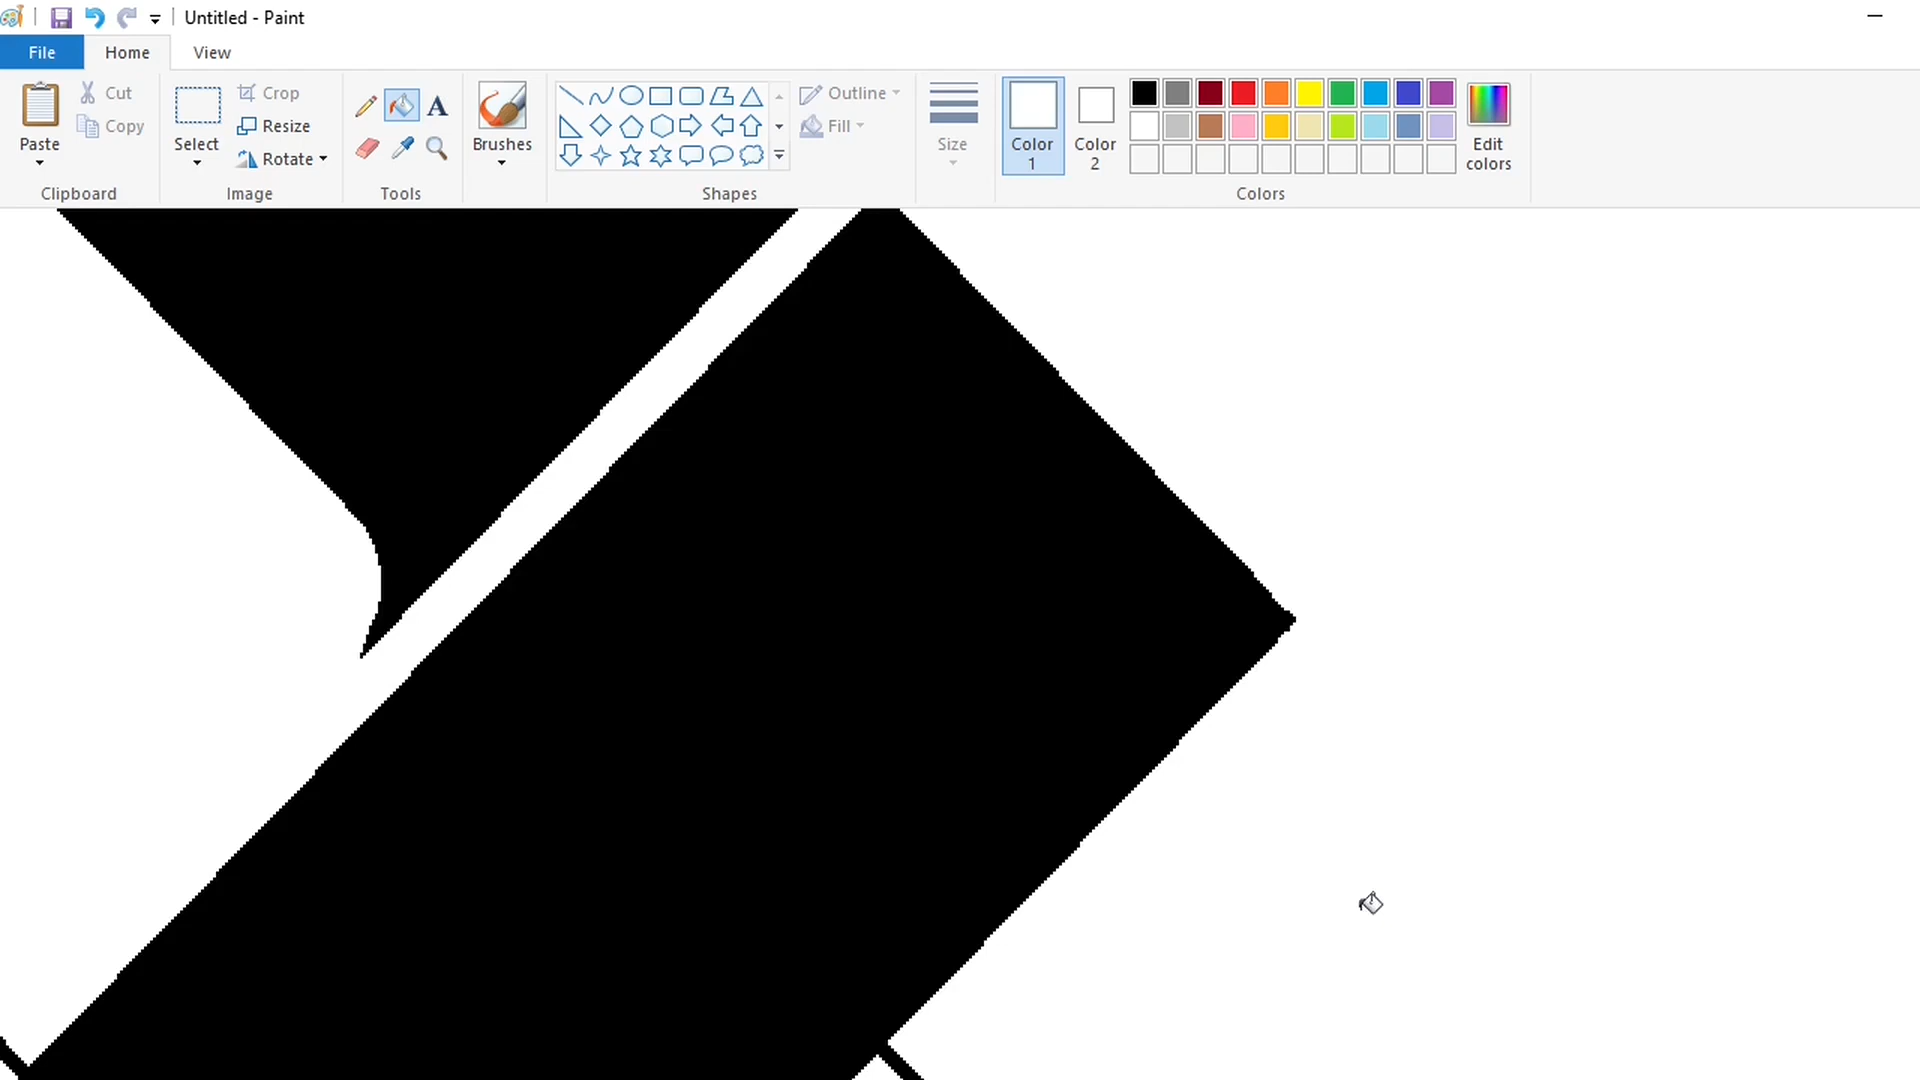 Untitled - Paint
File Home View
Paste Cut Copy Clipboard
Select Crop Resize Rotate Image
A Tools
Brushes
Outline Fill Shapes
Size
Color 1 Color 2 Edit colors Colors